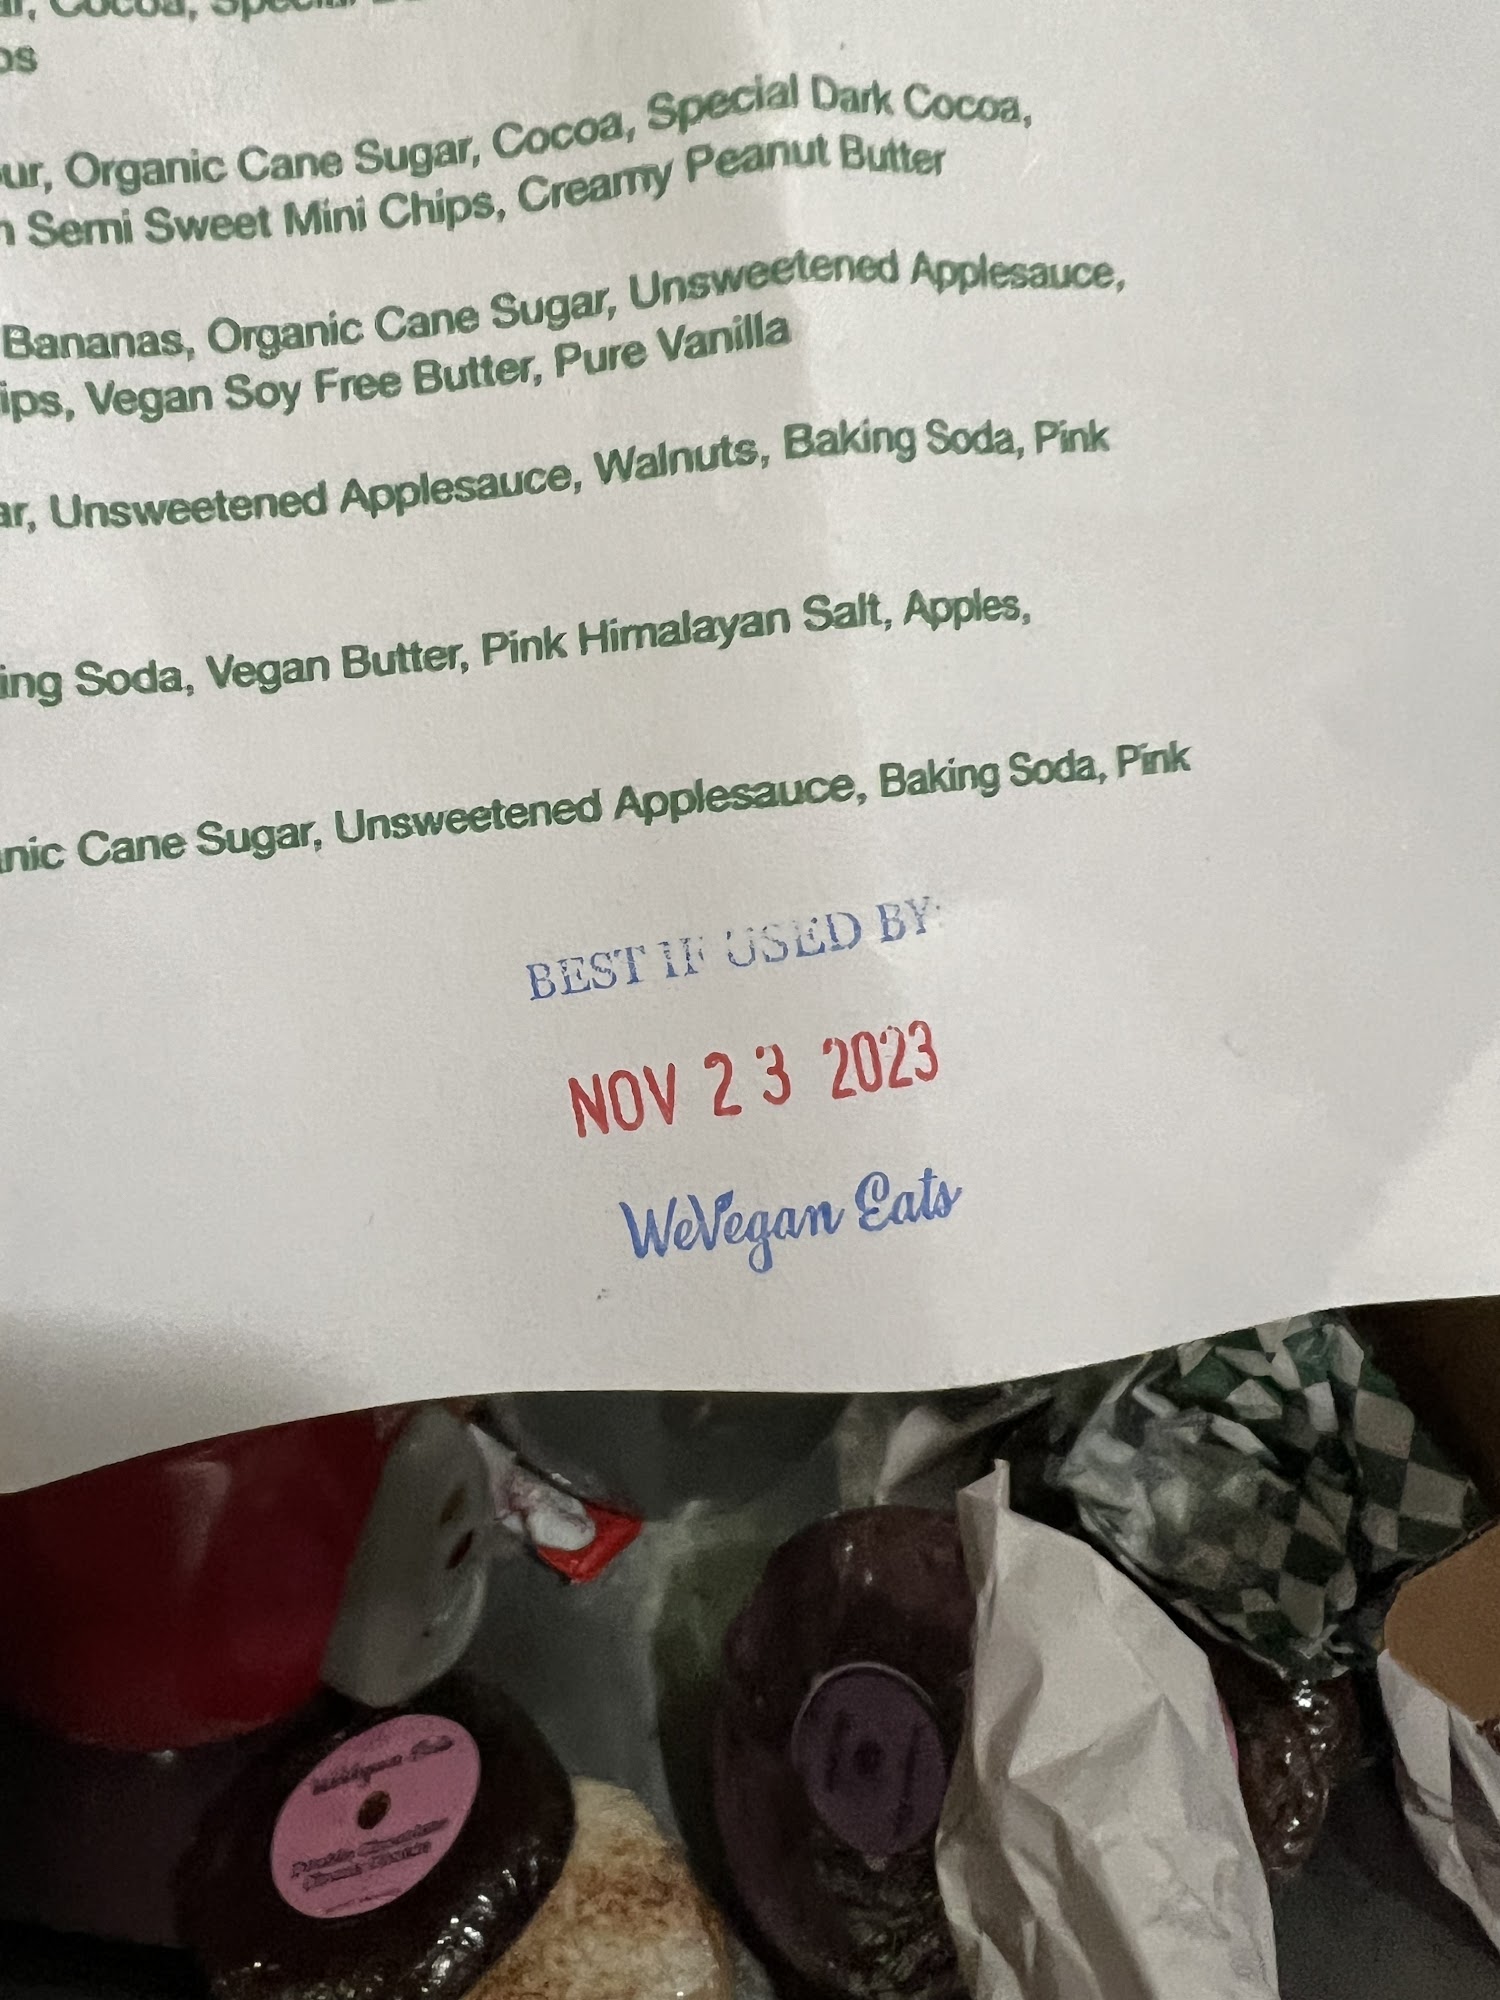 Cocoa,
Organic Cane Sugar, Cocoa, Special Dark Cocoa,
Semi Sweet Mini Chips, Creamy Peanut Butter
Bananas, Organic Cane Sugar, Unsweetened Applesauce,
ips, Vegan Soy Free Butter, Pure Vanilla
ar, Unsweetened Applesauce, Walnuts, Baking Soda, Pink
ing Soda, Vegan Butter, Pink Himalayan Salt, Apples,
nic Cane Sugar, Unsweetened Applesauce, Baking Soda, Pink
BEST IF USED BY:
NOV 23 2023
WeVegan Eats
WeVegan Eats